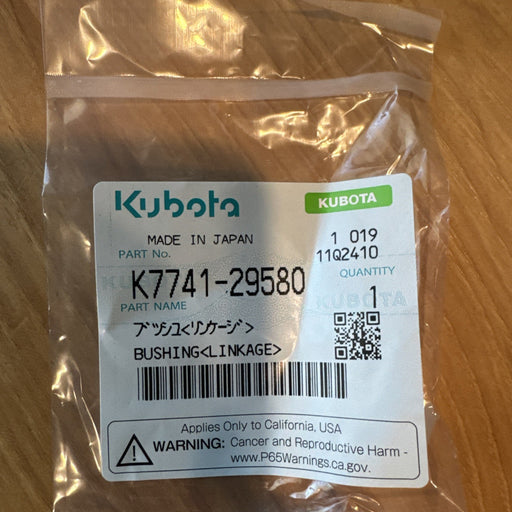 Kubota
KUBOTA
MADE IN JAPAN
1 019
PART No.
11Q2410
QUANTITY
K7741-29580
1
PART NAME
ブッシュ<リンケージ>
BUSHING<LINKAGE>
Applies Only to California, USA
WARNING: Cancer and Reproductive Harm -
www.P65Warnings.ca.gov.